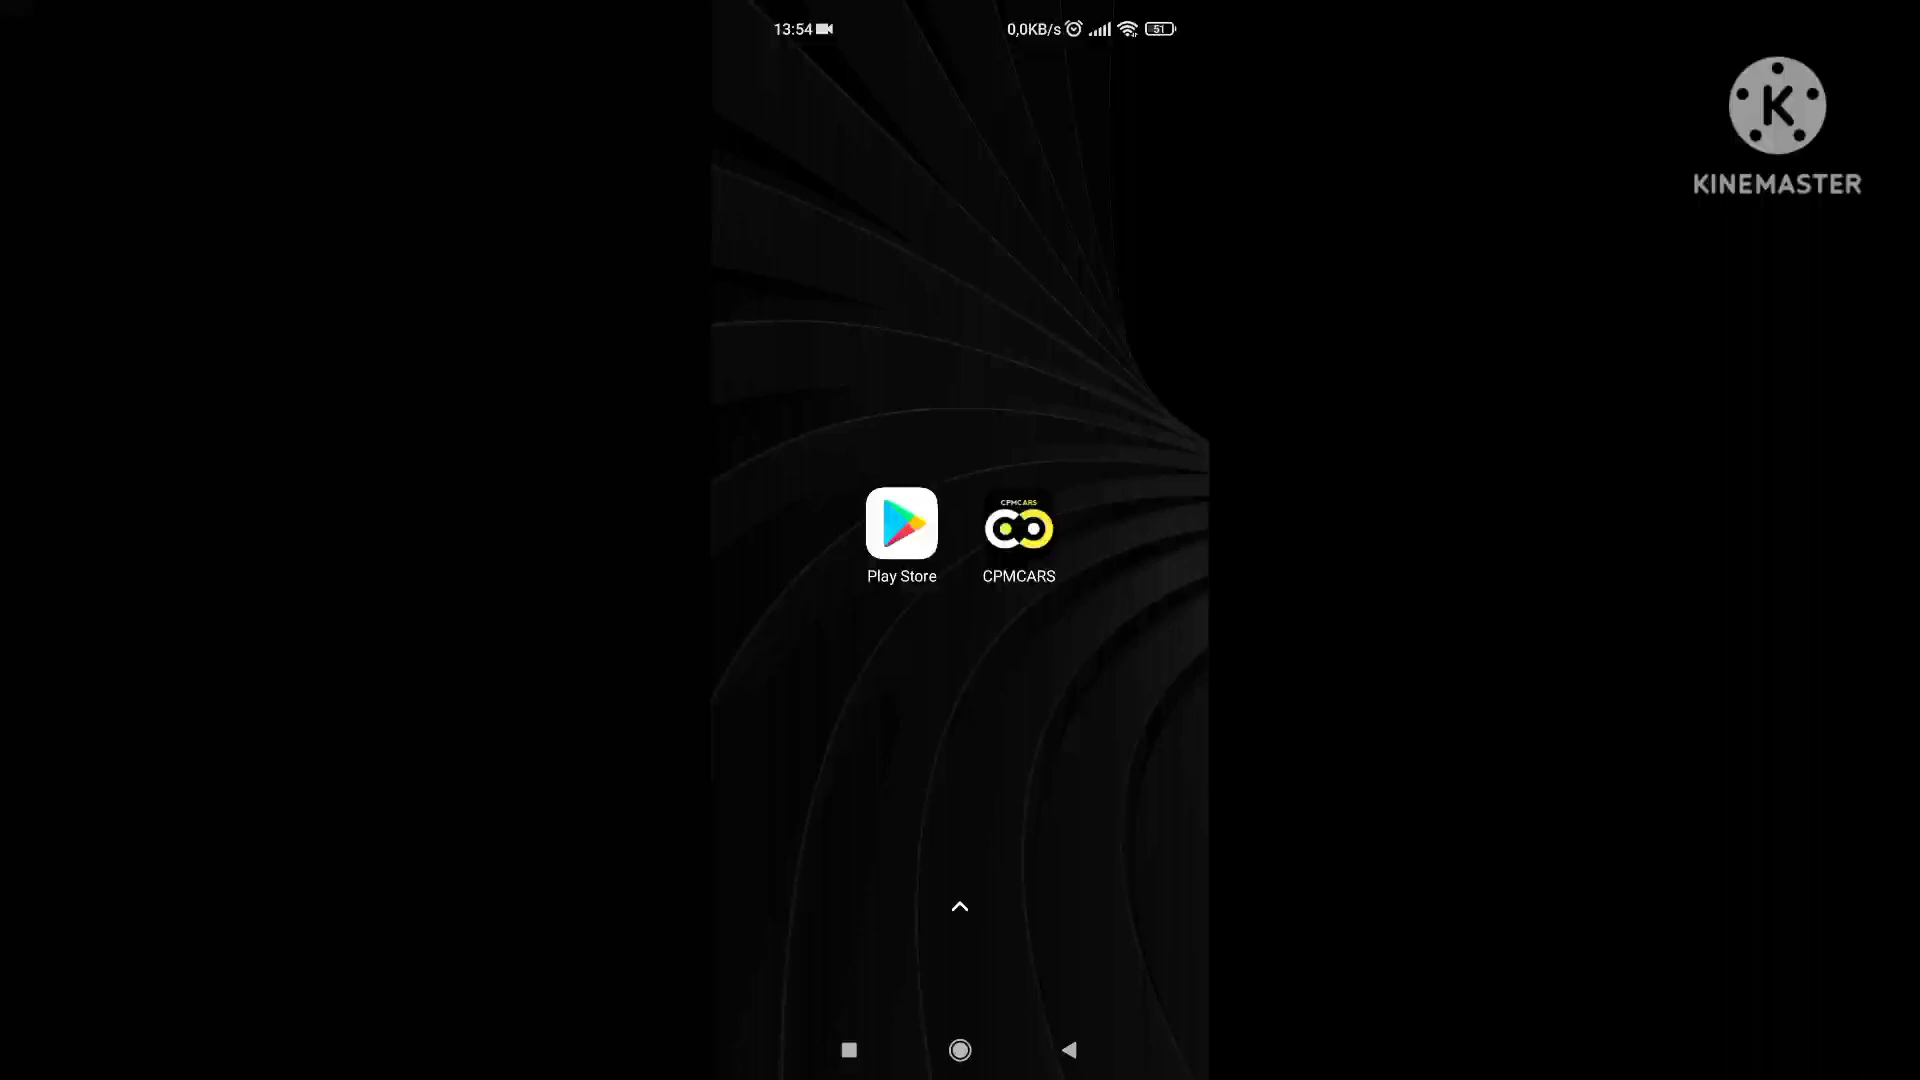 13:54
0,0KB/s
51
K
KINEMASTER
CPMCARS
Play Store
CPMCARS